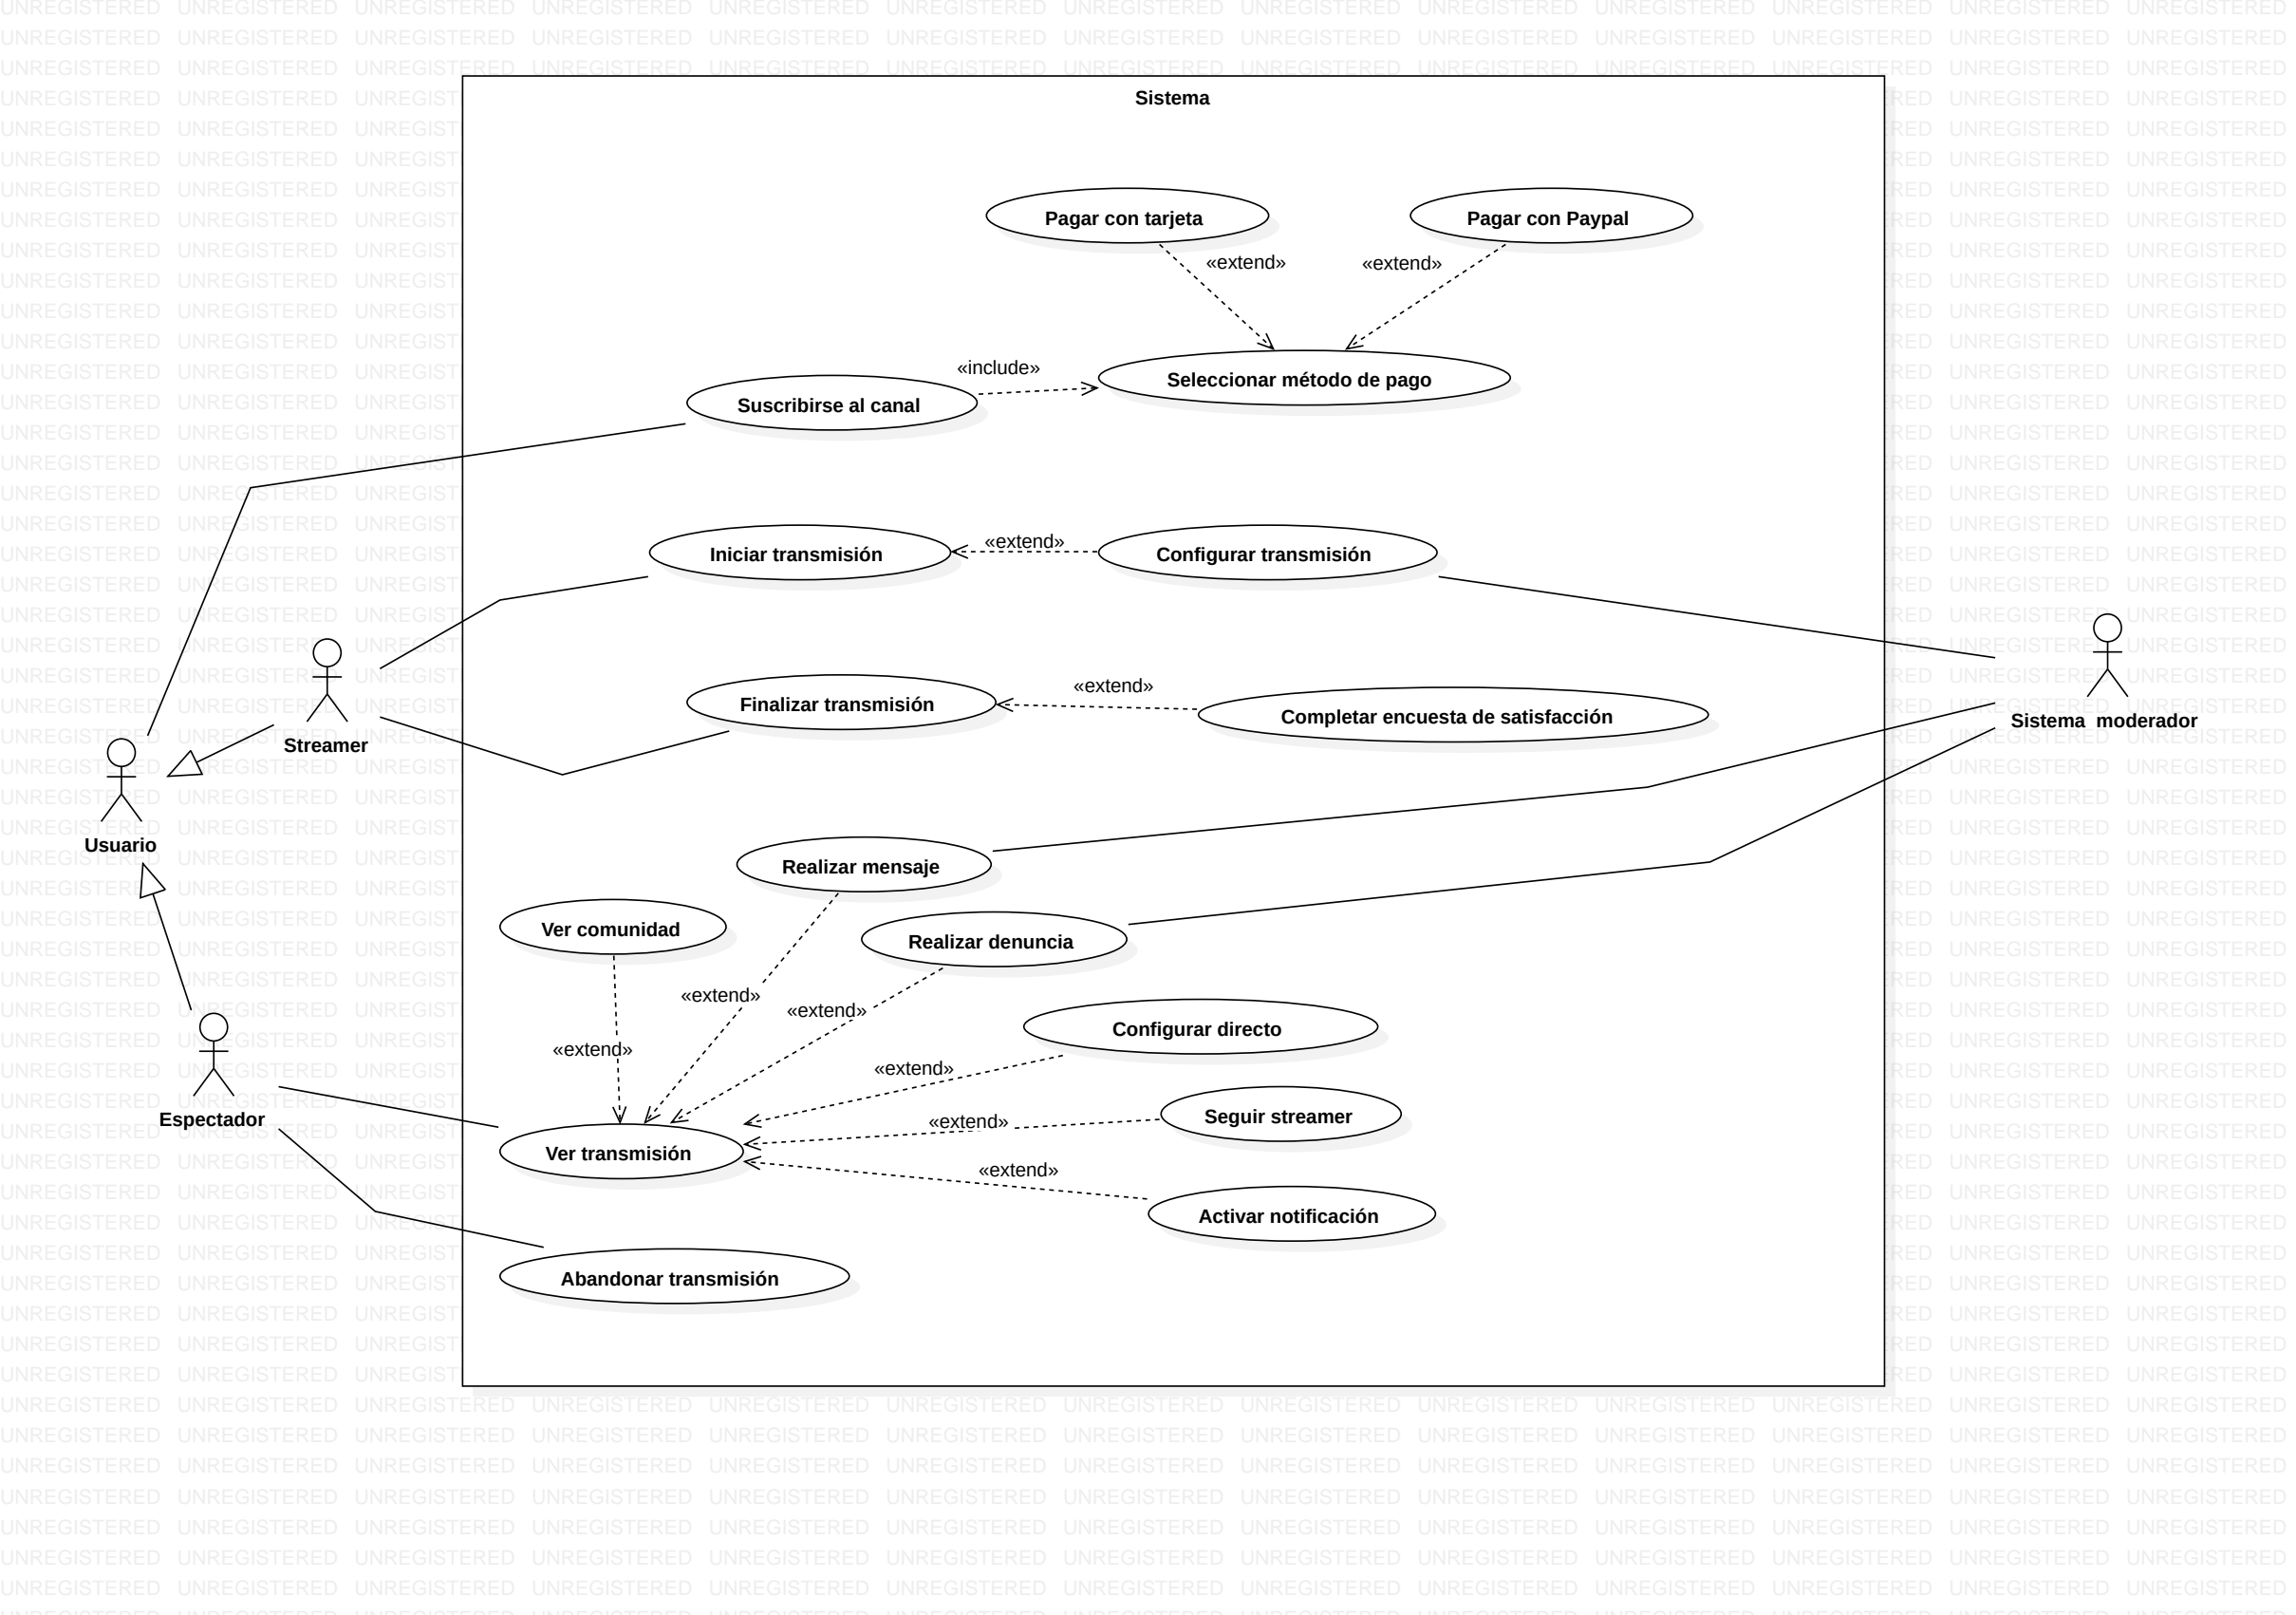 Sistema
Pagar con tarjeta
Pagar con Paypal
«extend»
«extend»
«include»
Seleccionar método de pago
Suscribirse al canal
Iniciar transmisión
«extend»
Configurar transmisión
Streamer
Finalizar transmisión
«extend»
Completar encuesta de satisfacción
Sistema  moderador
Usuario
Realizar mensaje
Ver comunidad
Realizar denuncia
«extend»
«extend»
«extend»
Configurar directo
«extend»
Espectador
Ver transmisión
«extend»
Seguir streamer
«extend»
Activar notificación
Abandonar transmisión
UNREGISTERED